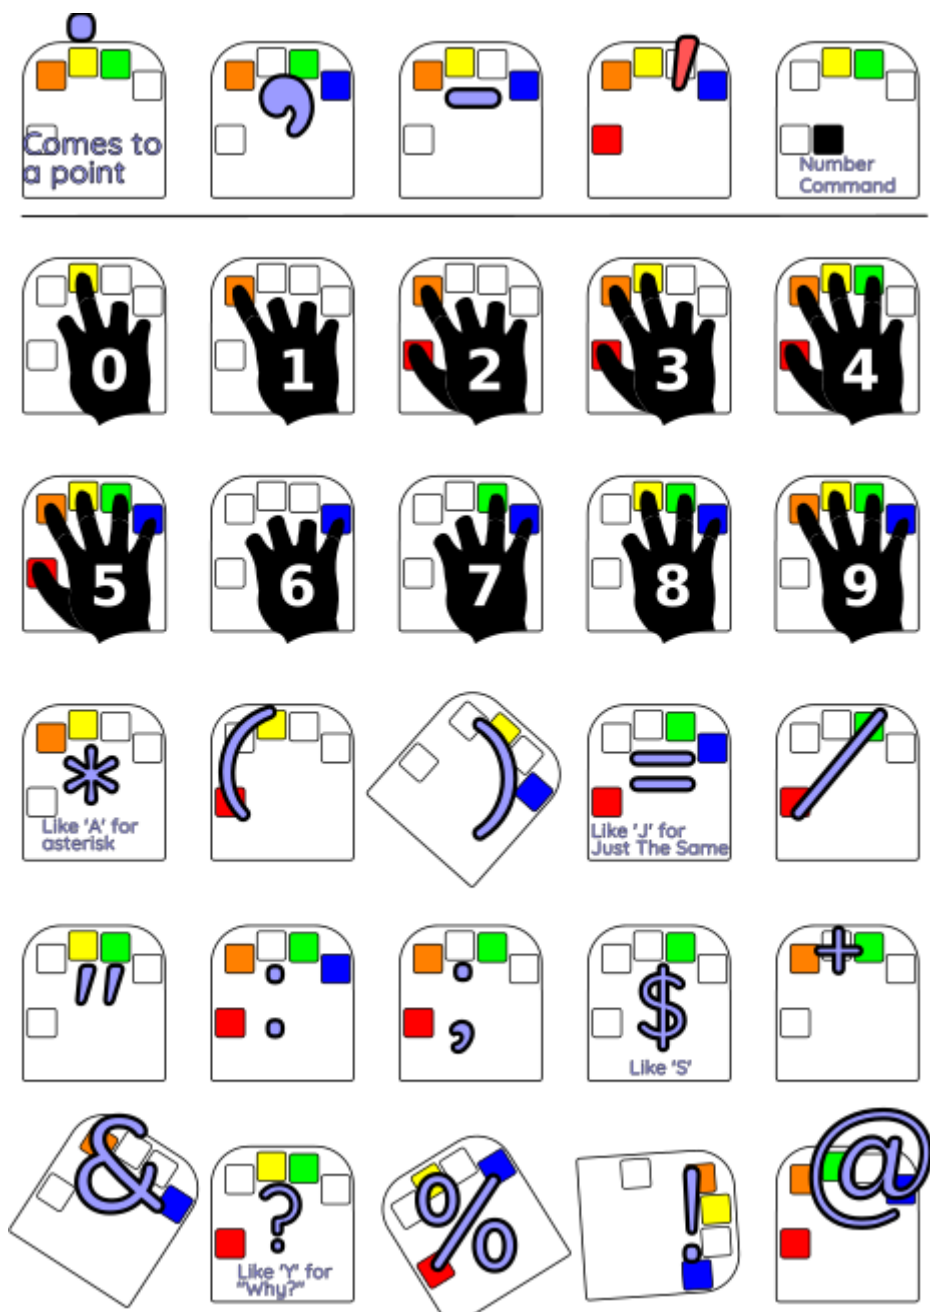 .
,
-
'
Comes to
a point
Number
Command
0 1 2 3 4
5 6 7 8 9
* ( ) = /
Like 'A' for
asterisk
Like 'J' for
Just The Same
" : ; $ +
Like 'S'
& ? % ! @
Like 'Y' for
"Why?"